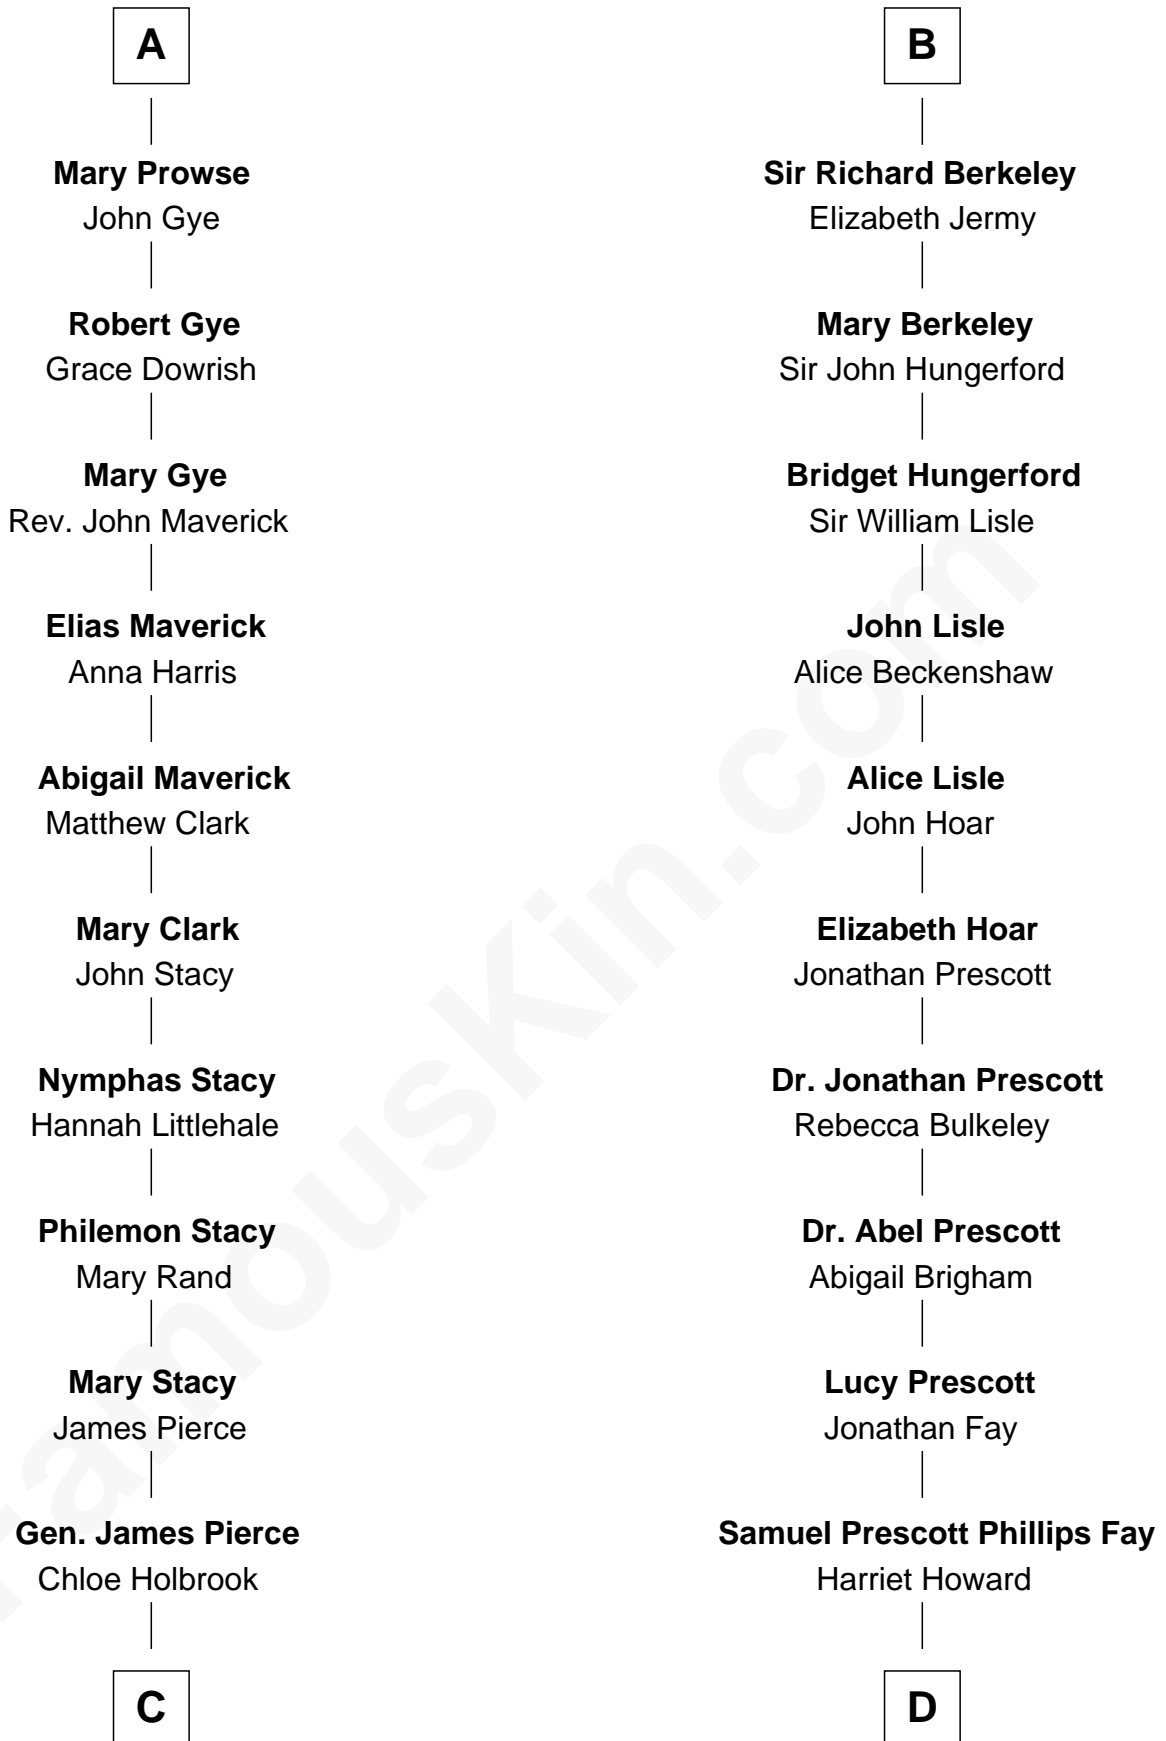 A
Mary Prowse
John Gye
Robert Gye
Grace Dowrish
Mary Gye
Rev. John Maverick
Elias Maverick
Anna Harris
Abigail Maverick
Matthew Clark
Mary Clark
John Stacy
Nymphas Stacy
Hannah Littlehale
Philemon Stacy
Mary Rand
Mary Stacy
James Pierce
Gen. James Pierce
Chloe Holbrook
C
B
Sir Richard Berkeley
Elizabeth Jermy
Mary Berkeley
Sir John Hungerford
Bridget Hungerford
Sir William Lisle
John Lisle
Alice Beckenshaw
Alice Lisle
John Hoar
Elizabeth Hoar
Jonathan Prescott
Dr. Jonathan Prescott
Rebecca Bulkeley
Dr. Abel Prescott
Abigail Brigham
Lucy Prescott
Jonathan Fay
Samuel Prescott Phillips Fay
Harriet Howard
D
FamousKin.com